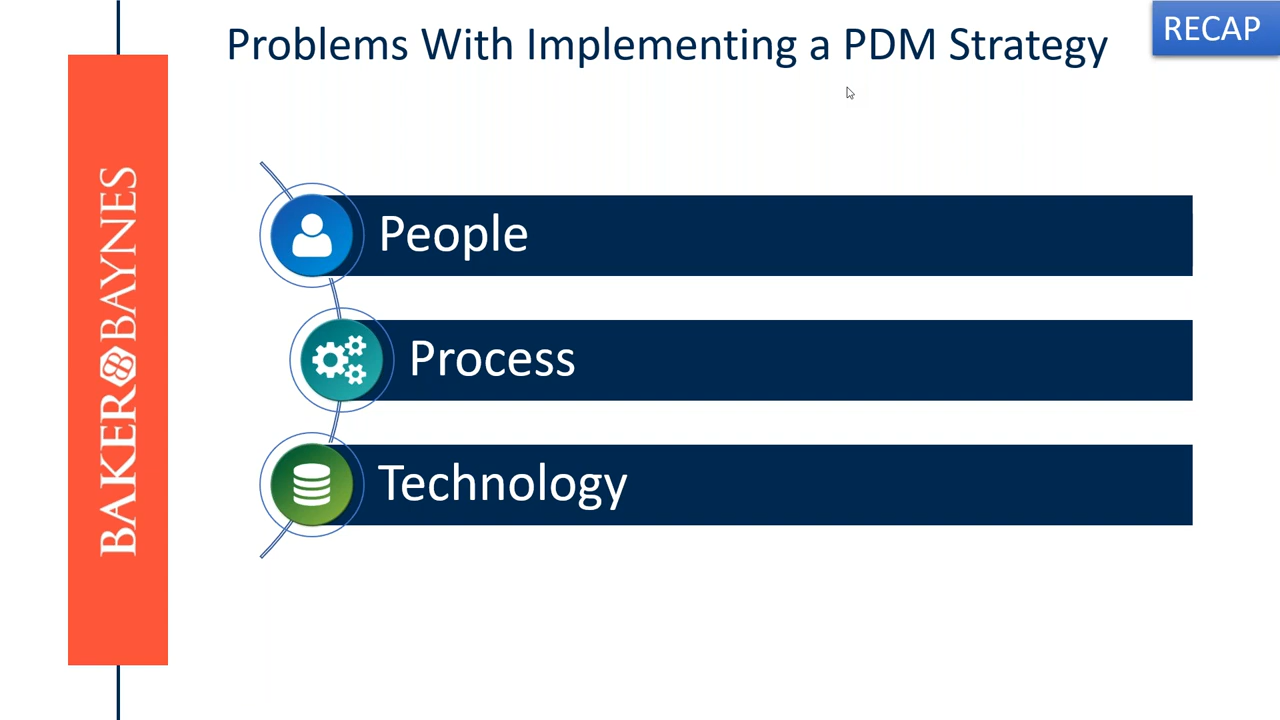 Problems With Implementing a PDM Strategy
RECAP
BAKER BAYNES
People
Process
Technology